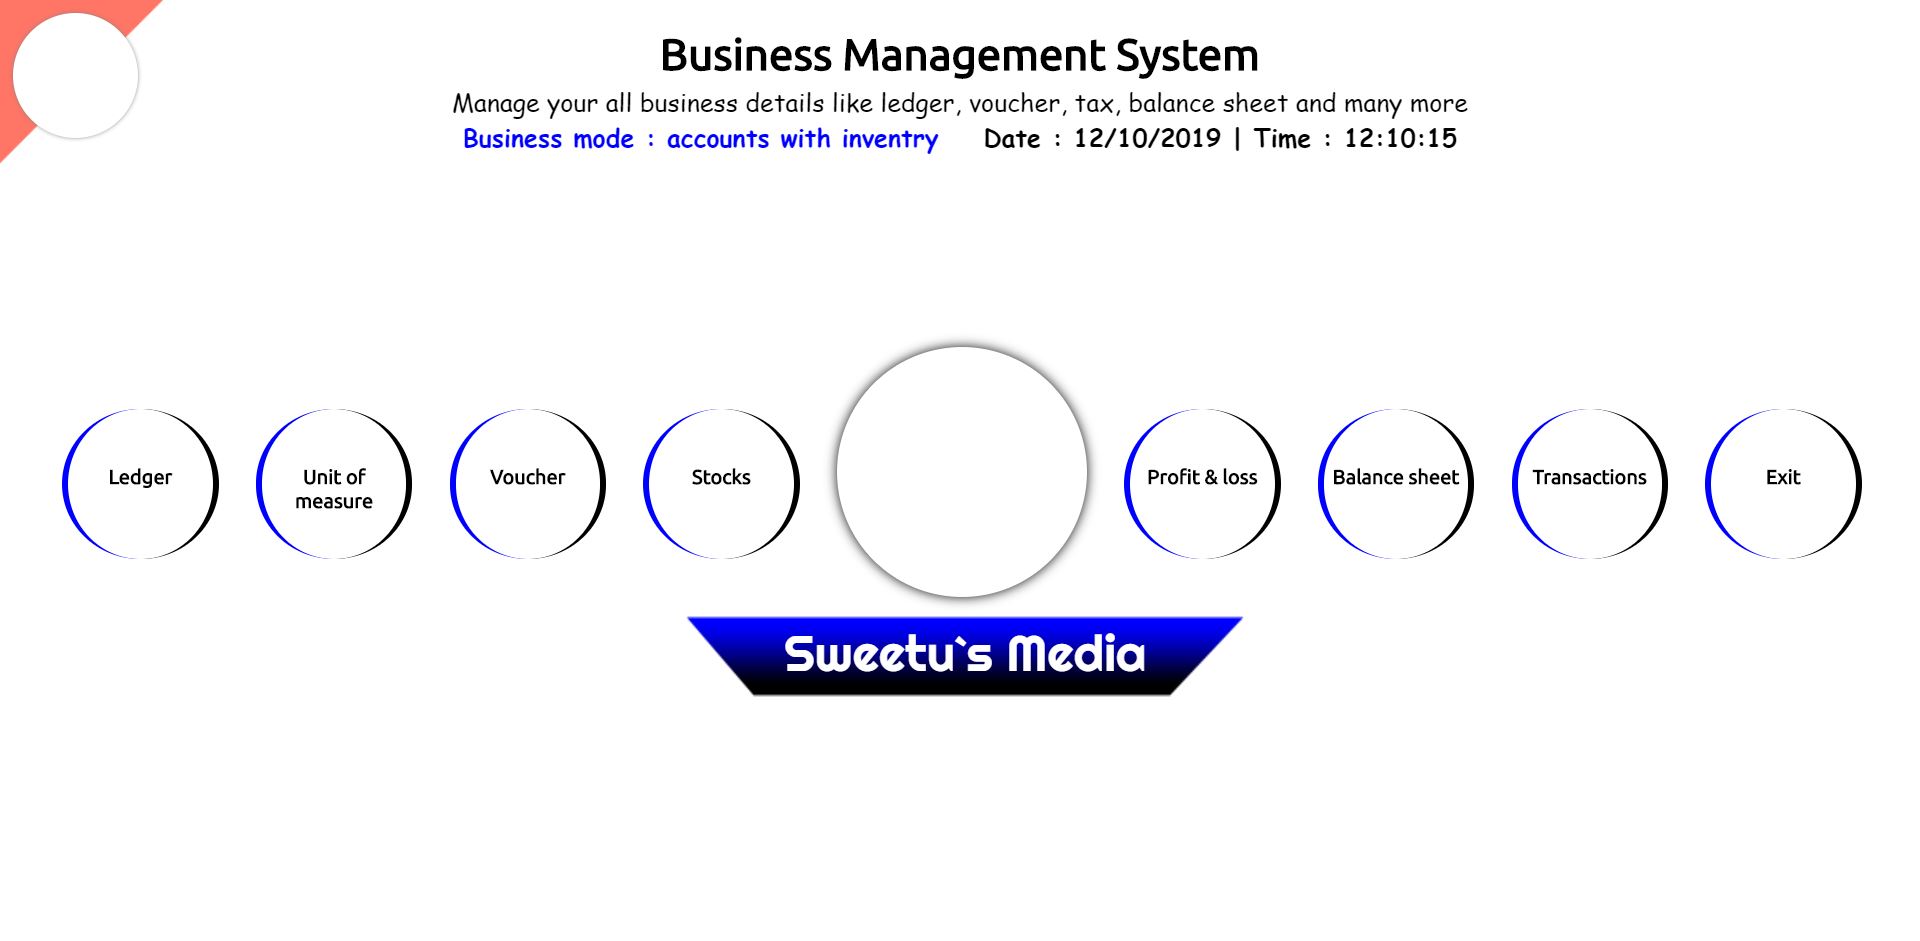 Business Management System
Manage your all business details like ledger, voucher, tax, balance sheet and many more
Business mode : accounts with inventry Date : 12/10/2019 | Time : 12:10:15
Ledger
Unit of
measure
Voucher
Stocks
Profit & loss
Balance sheet
Transactions
Exit
Sweetu`s Media